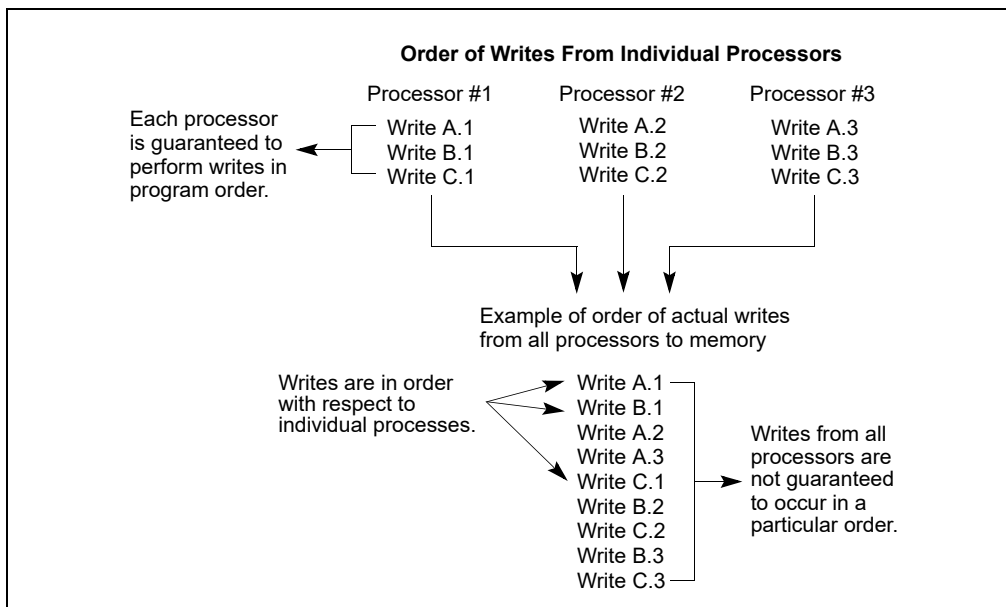 Order of Writes From Individual Processors
Processor #1
Processor #2
Processor #3
Each processor
is guaranteed to
perform writes in
program order.
Write A.1
Write B.1
Write C.1
Write A.2
Write B.2
Write C.2
Write A.3
Write B.3
Write C.3
Example of order of actual writes
from all processors to memory
Writes are in order
with respect to
individual processes.
Write A.1
Write B.1
Write A.2
Write A.3
Write C.1
Write B.2
Write C.2
Write B.3
Write C.3
Writes from all
processors are
not guaranteed
to occur in a
particular order.